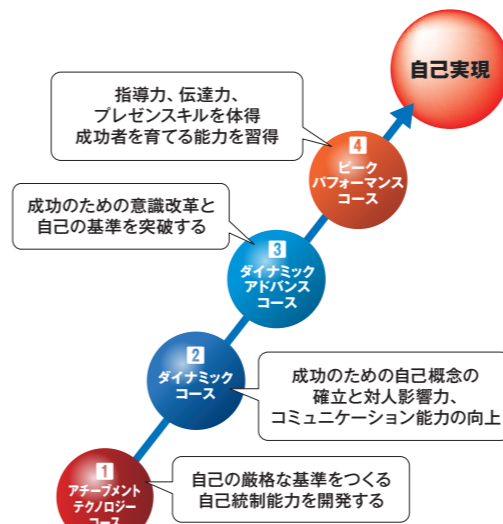 自己実現
指導力、伝達力、
プレゼンスキルを体得
成功者を育てる能力を習得
4
ピーク
パフォーマンス
コース
成功のための意識改革と
自己の基準を突破する
3
ダイナミック
アドバンス
コース
2
ダイナミック
コース
成功のための自己概念の
確立と対人影響力、
コミュニケーション能力の向上
1
アチーブメント
テクノロジー
コース
自己の厳格な基準をつくる
自己統制能力を開発する